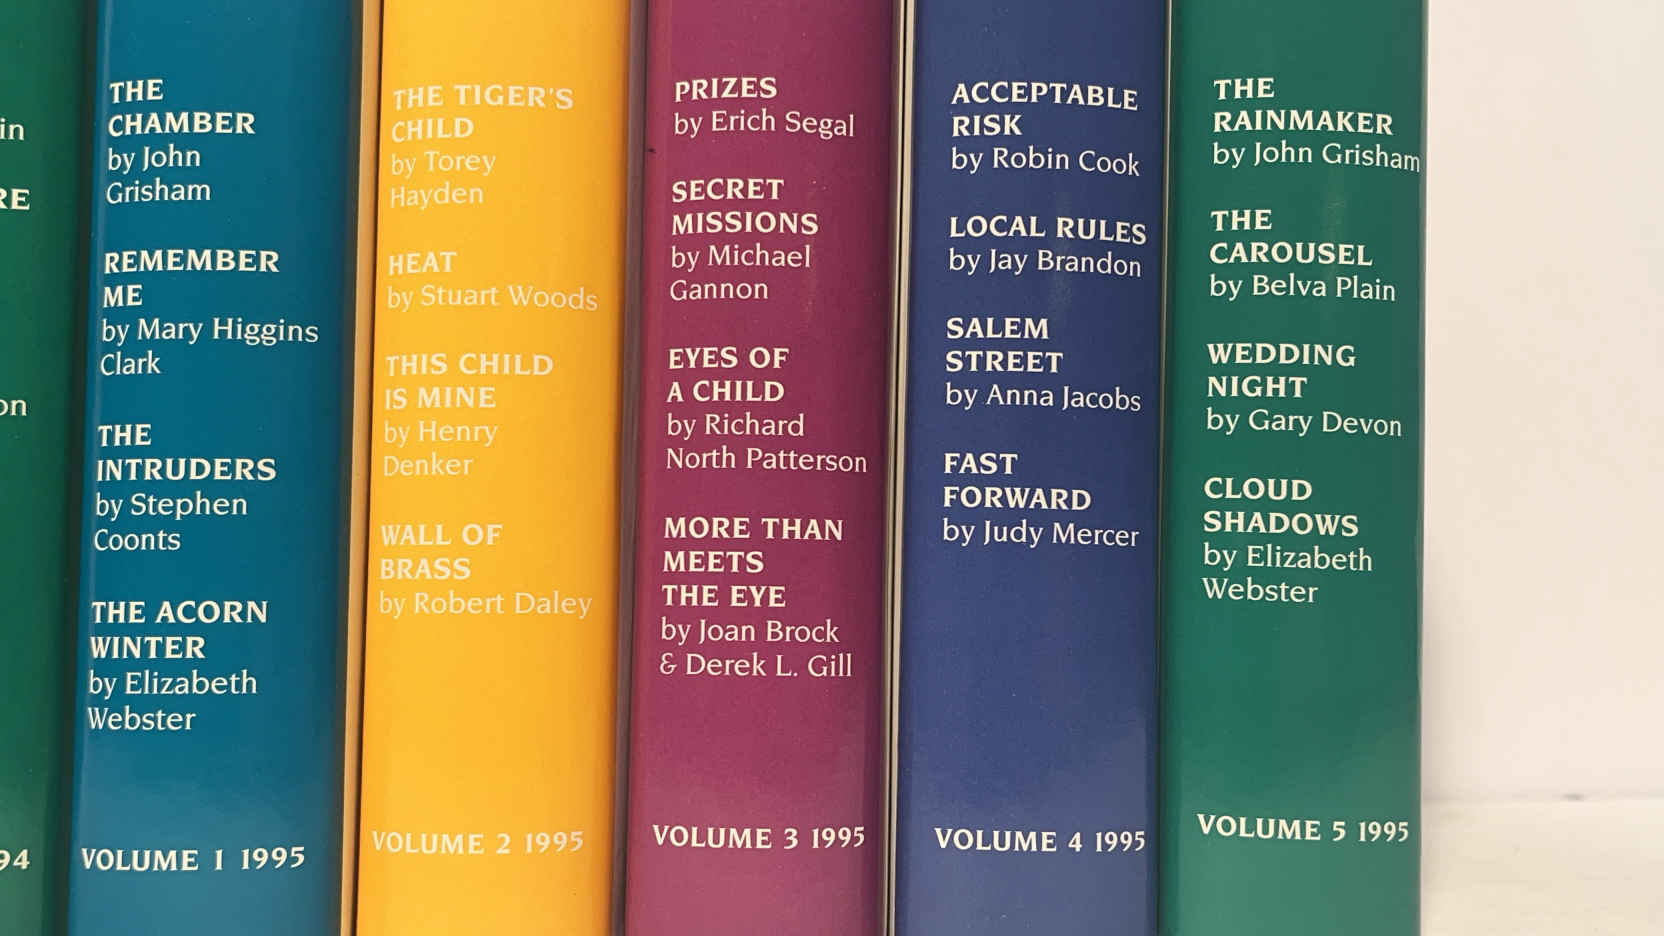 in
RE
on
94
THE
CHAMBER
by John
Grisham
REMEMBER
ME
by Mary Higgins
Clark
THE
INTRUDERS
by Stephen
Coonts
THE ACORN
WINTER
by Elizabeth
Webster
VOLUME 1 1995
THE TIGER'S
CHILD
by Torey
Hayden
HEAT
by Stuart Woods
THIS CHILD
IS MINE
by Henry
Denker
WALL OF
BRASS
by Robert Daley
VOLUME 2 1995
PRIZES
by Erich Segal
SECRET
MISSIONS
by Michael
Gannon
EYES OF
A CHILD
by Richard
North Patterson
MORE THAN
MEETS
THE EYE
by Joan Brock
& Derek L. Gill
VOLUME 3 1995
ACCEPTABLE
RISK
by Robin Cook
LOCAL RULES
by Jay Brandon
SALEM
STREET
by Anna Jacobs
FAST
FORWARD
by Judy Mercer
VOLUME 4 1995
THE
RAINMAKER
by John Grisham
THE
CAROUSEL
by Belva Plain
WEDDING
NIGHT
by Gary Devon
CLOUD
SHADOWS
by Elizabeth
Webster
VOLUME 5 1995